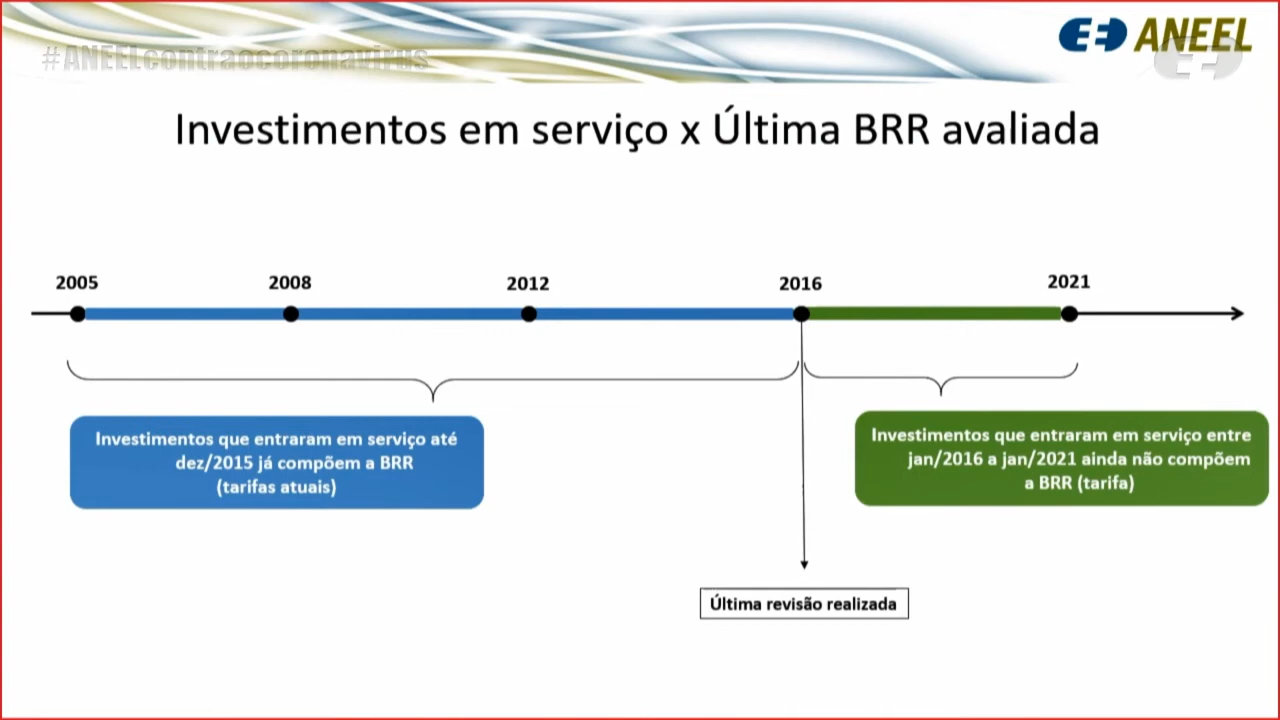 #ANEELcontraocoronavirus
ANEEL
Investimentos em serviço x Última BRR avaliada
2005 2008 2012 2016 2021
Investimentos que entraram em serviço até
dez/2015 já compõem a BRR
(tarifas atuais)
Investimentos que entraram em serviço entre
jan/2016 a jan/2021 ainda não compõem
a BRR (tarifa)
Última revisão realizada